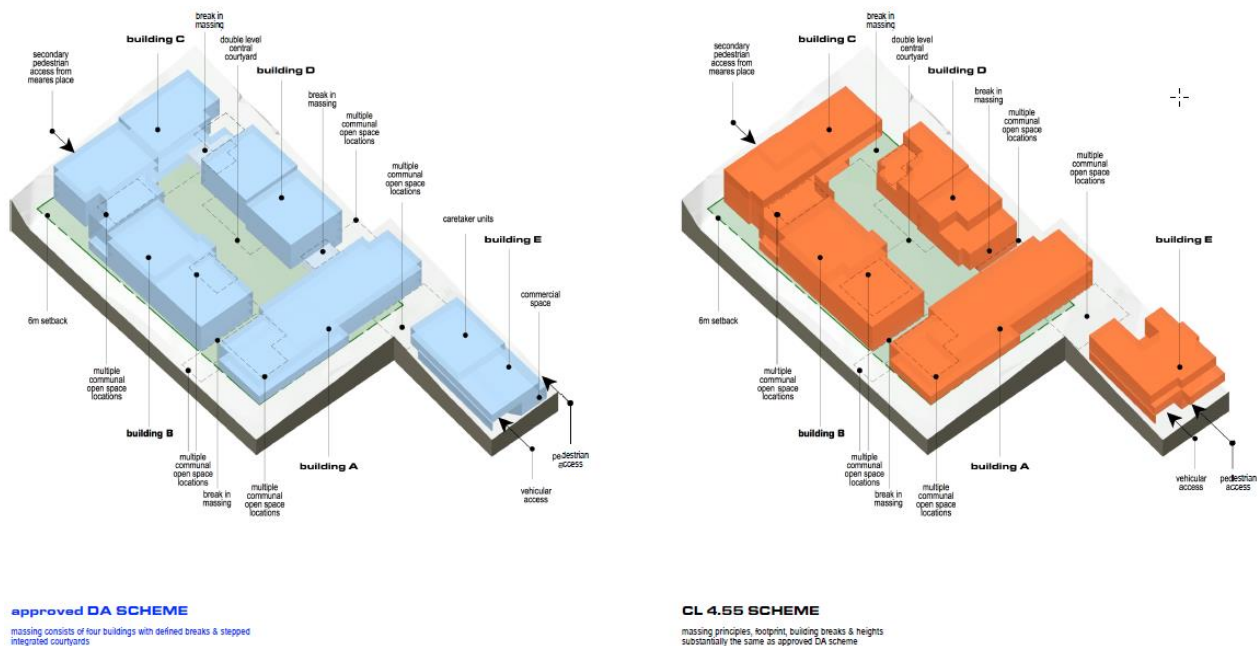 break in
massing
building C
double level
central
courtyard
secondary
pedestrian
access from
meares place
building D
break in
massing
multiple
communal
open space
locations
multiple
communal
open space
locations
caretaker units
building E
commercial
space
6m setback
multiple
communal
open space
locations
building B
multiple
communal
open space
locations
break in
massing
building A
multiple
communal
open space
locations
pedestrian
access
vehicular
access
approved DA SCHEME
massing consists of four buildings with defined breaks & stepped
integrated courtyards
break in
massing
building C
double level
central
courtyard
secondary
pedestrian
access from
meares place
building D
break in
massing
multiple
communal
open space
locations
multiple
communal
open space
locations
building E
6m setback
multiple
communal
open space
locations
building B
multiple
communal
open space
locations
break in
massing
building A
multiple
communal
open space
locations
vehicular
access
pedestrian
access
CL 4.55 SCHEME
massing principles, footprint, building breaks & heights
substantially the same as approved DA scheme